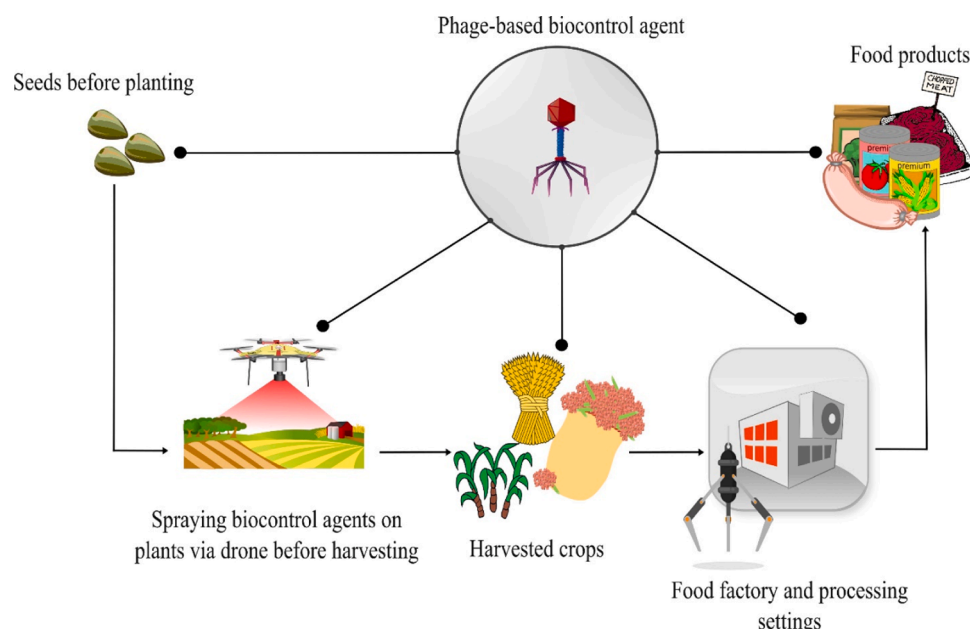 Phage-based biocontrol agent
Food products
Seeds before planting
CHOPPED
MEAT
premium
premium
Spraying biocontrol agents on
plants via drone before harvesting
Harvested crops
Food factory and processing
settings